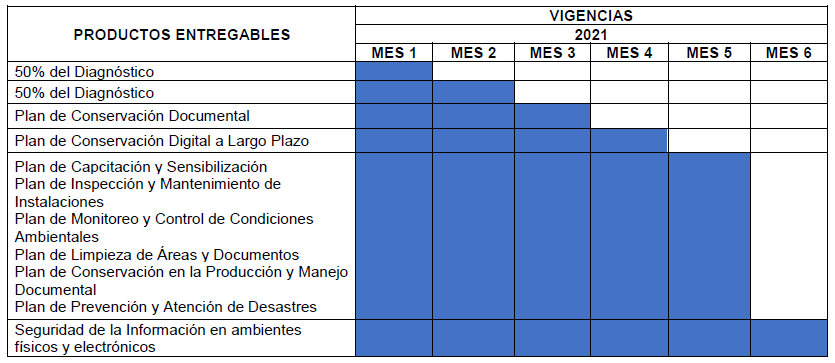 VIGENCIAS
PRODUCTOS ENTREGABLES
2021
MES 1 MES 2 MES 3 MES 4 MES 5 MES 6
50% del Diagnóstico
50% del Diagnóstico
Plan de Conservación Documental
Plan de Conservación Digital a Largo Plazo
Plan de Capcitación y Sensibilización
Plan de Inspección y Mantenimiento de
Instalaciones
Plan de Monitoreo y Control de Condiciones
Ambientales
Plan de Limpieza de Áreas y Documentos
Plan de Conservación en la Producción y Manejo
Documental
Plan de Prevención y Atención de Desastres
Seguridad de la Información en ambientes
físicos y electrónicos